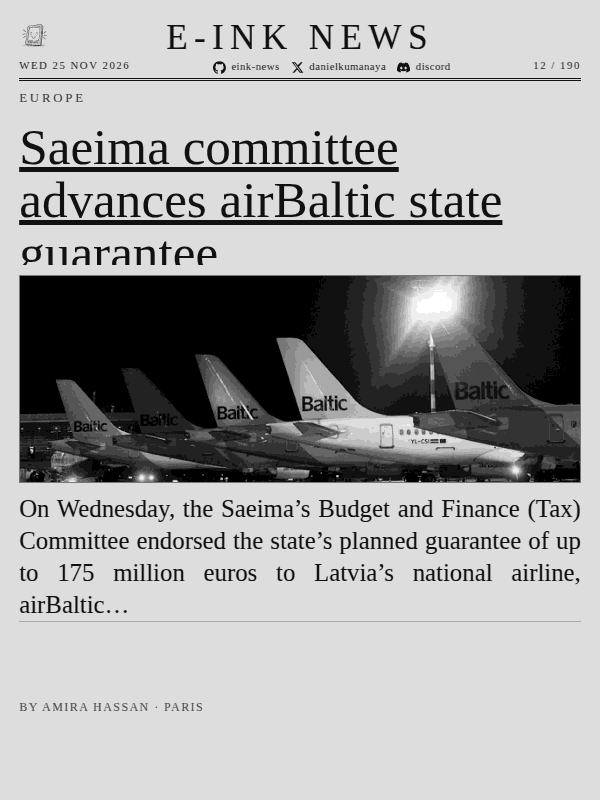 E-INK NEWS
WED 25 NOV 2026
eink-news
danielkumanaya
discord
12 / 190
EUROPE
Saeima committee
advances airBaltic state
guarantee
Baltic
Baltic
Baltic
Baltic
Baltic
YL-CSI
On Wednesday, the Saeima’s Budget and Finance (Tax)
Committee endorsed the state’s planned guarantee of up
to 175 million euros to Latvia’s national airline,
airBaltic…
BY AMIRA HASSAN · PARIS